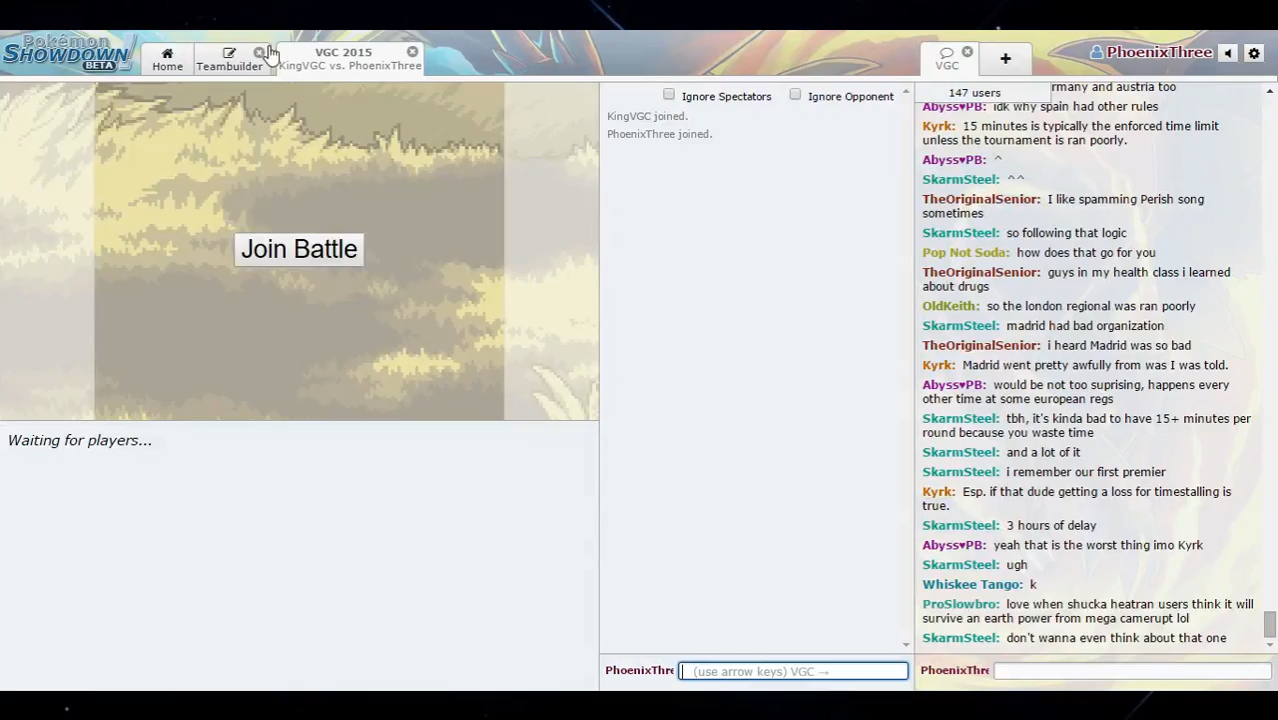 Pokémon
SHOWDOWN
BETA
Home
Teambuilder
VGC 2015
KingVGC vs. PhoenixThree
VGC
+
PhoenixThree
Join Battle
Waiting for players...
Ignore Spectators
Ignore Opponent
KingVGC joined.
PhoenixThree joined.
PhoenixThre
(use arrow keys) VGC →
147 users
rmany and austria too
Abyss♥PB: idk why spain had other rules
Kyrk: 15 minutes is typically the enforced time limit
unless the tournament is ran poorly.
Abyss♥PB: ^
SkarmSteel: ^^
TheOriginalSenior: I like spamming Perish song
sometimes
SkarmSteel: so following that logic
Pop Not Soda: how does that go for you
TheOriginalSenior: guys in my health class i learned
about drugs
OldKeith: so the london regional was ran poorly
SkarmSteel: madrid had bad organization
TheOriginalSenior: i heard Madrid was so bad
Kyrk: Madrid went pretty awfully from was I was told.
Abyss♥PB: would be not too suprising, happens every
other time at some european regs
SkarmSteel: tbh, it's kinda bad to have 15+ minutes per
round because you waste time
SkarmSteel: and a lot of it
SkarmSteel: i remember our first premier
Kyrk: Esp. if that dude getting a loss for timestalling is
true.
SkarmSteel: 3 hours of delay
Abyss♥PB: yeah that is the worst thing imo Kyrk
SkarmSteel: ugh
Whiskee Tango: k
ProSlowbro: love when shucka heatran users think it will
survive an earth power from mega camerupt lol
SkarmSteel: don't wanna even think about that one
PhoenixThre